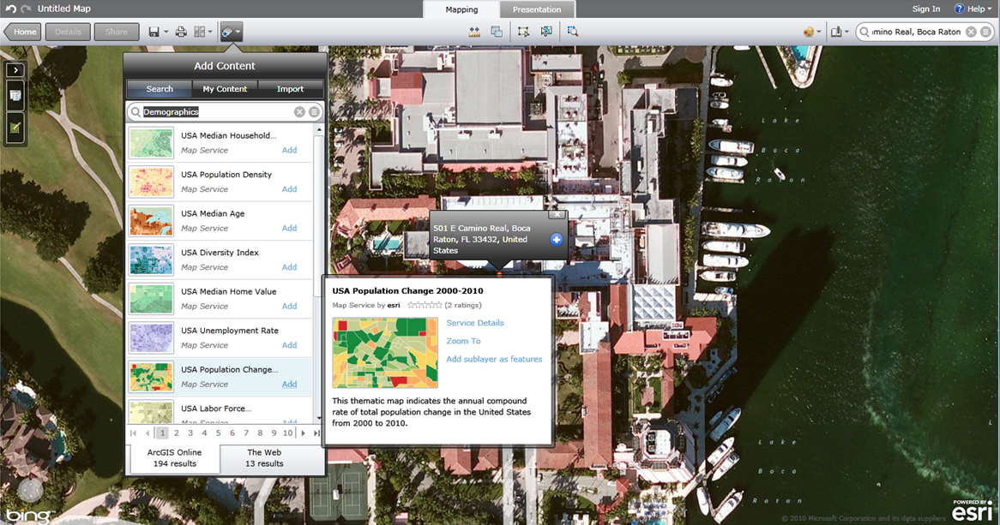 Untitled Map
Mapping
Presentation
Sign In
Help
Home
Details
Share
mino Real, Boca Raton
Add Content
Search
My Content
Import
Demographics
USA Median Household...
Map Service
Add
USA Population Density
Map Service
Add
USA Median Age
Map Service
Add
USA Diversity Index
Map Service
Add
USA Median Home Value
Map Service
Add
USA Unemployment Rate
Map Service
Add
USA Population Change...
Map Service
Add
USA Labor Force...
Map Service
Add
1 2 3 4 5 6 7 8 9 10
ArcGIS Online
194 results
The Web
13 results
501 E Camino Real, Boca
Raton, FL 33432, United
States
USA Population Change 2000-2010
Map Service by esri (2 ratings)
Service Details
Zoom To
Add sublayer as features
This thematic map indicates the annual compound
rate of total population change in the United States
from 2000 to 2010.
Lake
Boca
Raton
Lake
Boca
Raton
L
bing
© 2010 Microsoft Corporation and its data suppliers
POWERED BY
esri